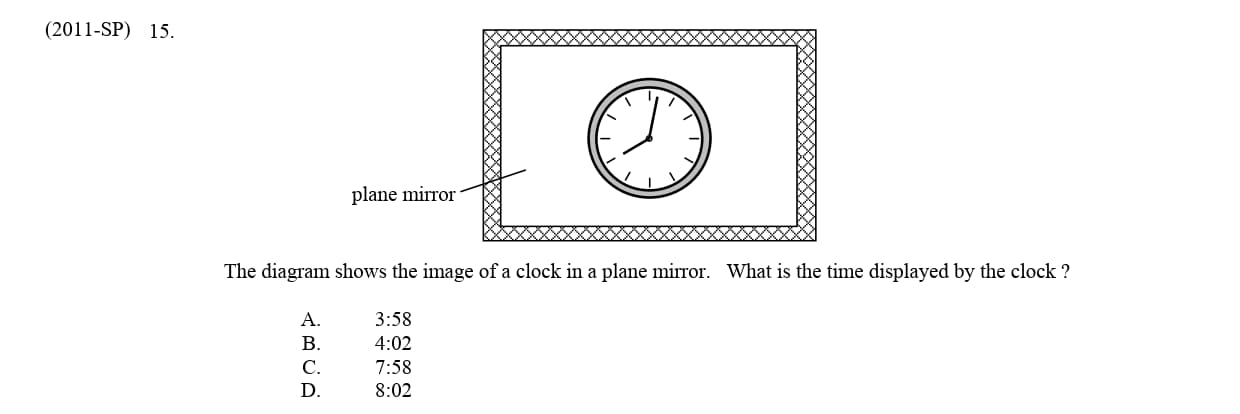 (2011-SP) 15.
plane mirror
The diagram shows the image of a clock in a plane mirror. What is the time displayed by the clock ?
A. 3:58
B. 4:02
C. 7:58
D. 8:02